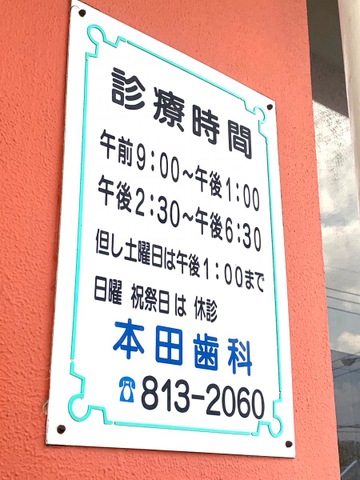 診療時間
午前9:00～午後1:00
午後2:30～午後6:30
但し土曜日は午後1:00まで
日曜 祝祭日は 休診
本田歯科
☎813-2060